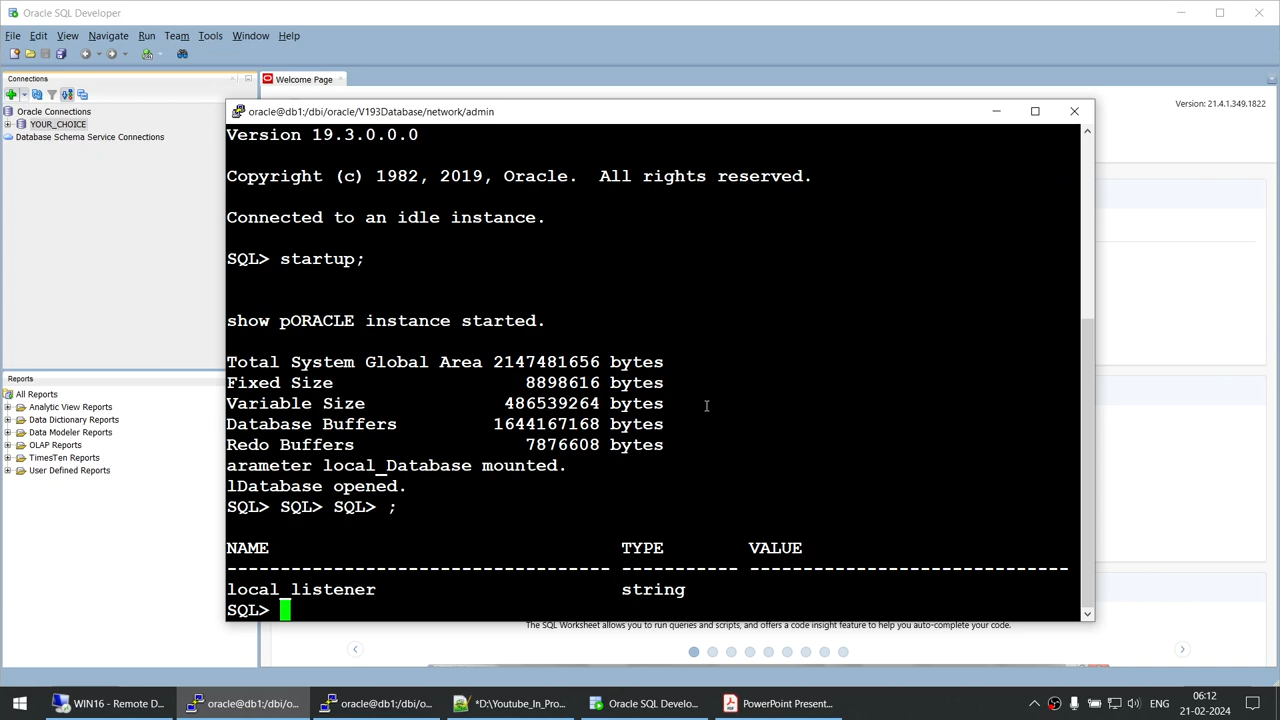 Oracle SQL Developer
File Edit View Navigate Run Team Tools Window Help
Connections
Oracle Connections
YOUR_CHOICE
Database Schema Service Connections
Welcome Page
Version: 21.4.1.349.1822
oracle@db1:/dbi/oracle/V193Database/network/admin
Version 19.3.0.0.0
Copyright (c) 1982, 2019, Oracle.  All rights reserved.
Connected to an idle instance.
SQL> startup;
show pORACLE instance started.
Total System Global Area 2147481656 bytes
Fixed Size 8898616 bytes
Variable Size 486539264 bytes
Database Buffers 1644167168 bytes
Redo Buffers 7876608 bytes
arameter local_Database mounted.
lDatabase opened.
SQL> SQL> SQL> ;
NAME TYPE VALUE
------------------------------------ ----------- ------------------------------
local_listener string
SQL>
Reports
All Reports
Analytic View Reports
Data Dictionary Reports
Data Modeler Reports
OLAP Reports
TimesTen Reports
User Defined Reports
The SQL Worksheet allows you to run queries and scripts, and offers a code insight feature to help you auto-complete your code.
WIN16 - Remote D...
oracle@db1:/dbi/o...
oracle@db1:/dbi/o...
*D:\Youtube_In_Pro...
Oracle SQL Develo...
PowerPoint Present...
ENG
06:12
21-02-2024